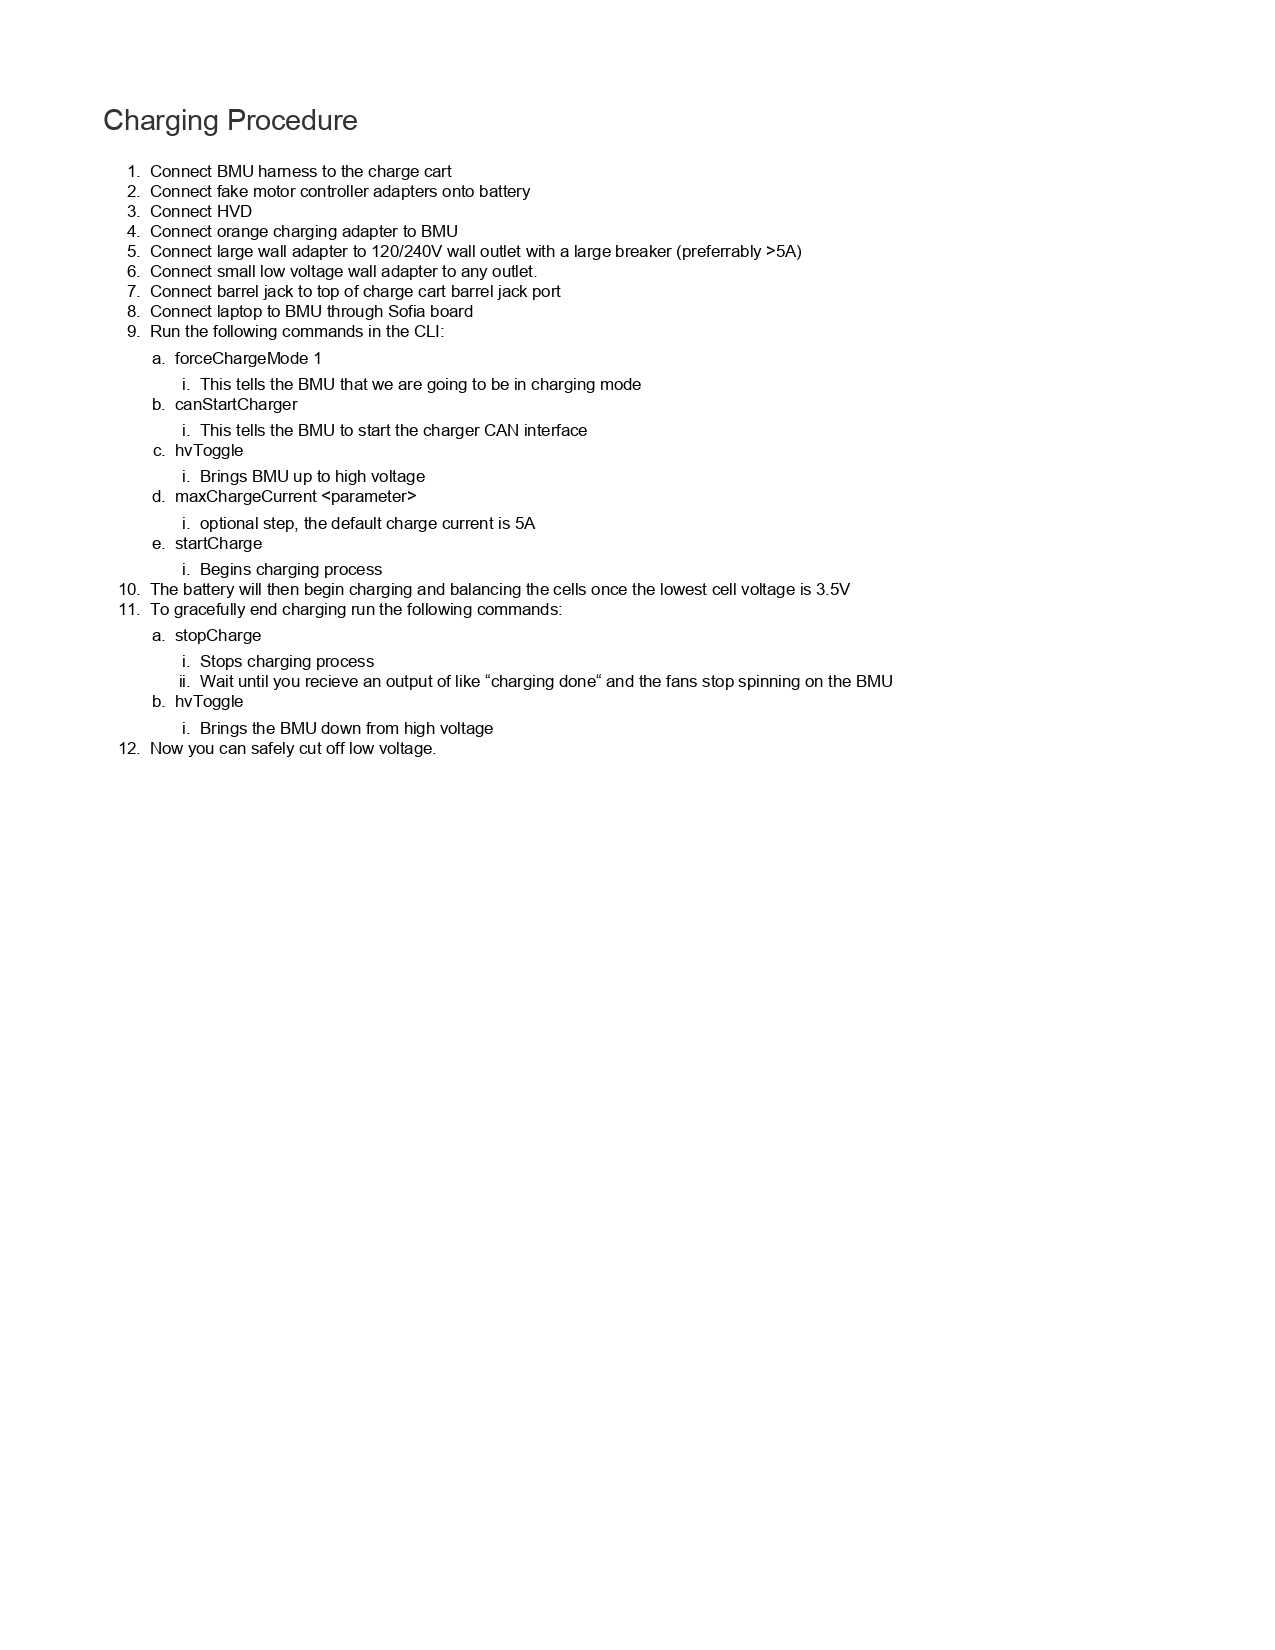 Charging Procedure
1. Connect BMU harness to the charge cart
2. Connect fake motor controller adapters onto battery
3. Connect HVD
4. Connect orange charging adapter to BMU
5. Connect large wall adapter to 120/240V wall outlet with a large breaker (preferrably >5A)
6. Connect small low voltage wall adapter to any outlet.
7. Connect barrel jack to top of charge cart barrel jack port
8. Connect laptop to BMU through Sofia board
9. Run the following commands in the CLI:
a. forceChargeMode 1
i. This tells the BMU that we are going to be in charging mode
b. canStartCharger
i. This tells the BMU to start the charger CAN interface
c. hvToggle
i. Brings BMU up to high voltage
d. maxChargeCurrent <parameter>
i. optional step, the default charge current is 5A
e. startCharge
i. Begins charging process
10. The battery will then begin charging and balancing the cells once the lowest cell voltage is 3.5V
11. To gracefully end charging run the following commands:
a. stopCharge
i. Stops charging process
ii. Wait until you recieve an output of like “charging done“ and the fans stop spinning on the BMU
b. hvToggle
i. Brings the BMU down from high voltage
12. Now you can safely cut off low voltage.